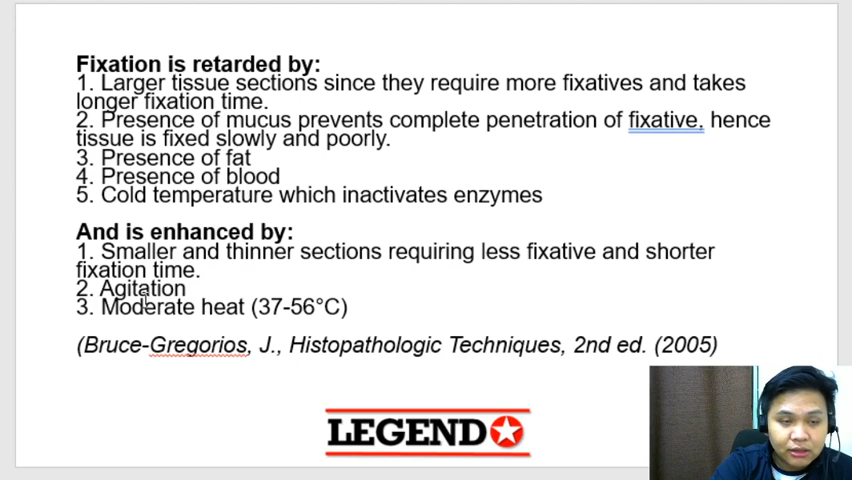 Fixation is retarded by:
1. Larger tissue sections since they require more fixatives and takes
longer fixation time.
2. Presence of mucus prevents complete penetration of fixative, hence
tissue is fixed slowly and poorly.
3. Presence of fat
4. Presence of blood
5. Cold temperature which inactivates enzymes
And is enhanced by:
1. Smaller and thinner sections requiring less fixative and shorter
fixation time.
2. Agitation
3. Moderate heat (37-56°C)
(Bruce-Gregorios, J., Histopathologic Techniques, 2nd ed. (2005)
LEGEND